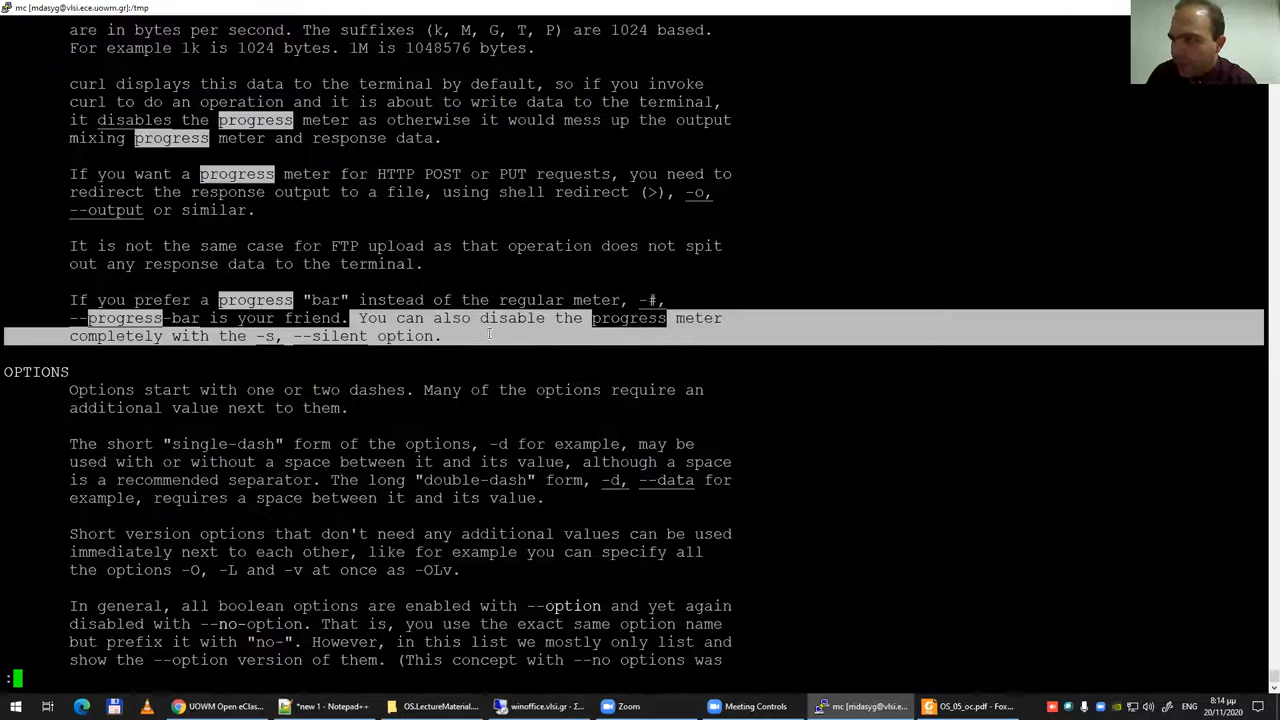 mc [mdasyg@vlsi.ece.uowm.gr]:/tmp
are in bytes per second. The suffixes (k, M, G, T, P) are 1024 based.
For example 1k is 1024 bytes. 1M is 1048576 bytes.
curl displays this data to the terminal by default, so if you invoke
curl to do an operation and it is about to write data to the terminal,
it disables the progress meter as otherwise it would mess up the output
mixing progress meter and response data.
If you want a progress meter for HTTP POST or PUT requests, you need to
redirect the response output to a file, using shell redirect (>), -o,
--output or similar.
It is not the same case for FTP upload as that operation does not spit
out any response data to the terminal.
If you prefer a progress "bar" instead of the regular meter, -#,
--progress-bar is your friend. You can also disable the progress meter
completely with the -s, --silent option.
OPTIONS
Options start with one or two dashes. Many of the options require an
additional value next to them.
The short "single-dash" form of the options, -d for example, may be
used with or without a space between it and its value, although a space
is a recommended separator. The long "double-dash" form, -d, --data for
example, requires a space between it and its value.
Short version options that don't need any additional values can be used
immediately next to each other, like for example you can specify all
the options -O, -L and -v at once as -OLv.
In general, all boolean options are enabled with --option and yet again
disabled with --no-option. That is, you use the exact same option name
but prefix it with "no-". However, in this list we mostly only list and
show the --option version of them. (This concept with --no options was
:
UOWM Open eClas...
*new 1 - Notepad++
OS.LectureMaterial...
winoffice.vlsi.gr - Σ...
Zoom
Meeting Controls
mc [mdasyg@vlsi.e...
OS_05_oc.pdf - Fox...
8:14 μμ
20/11/2020